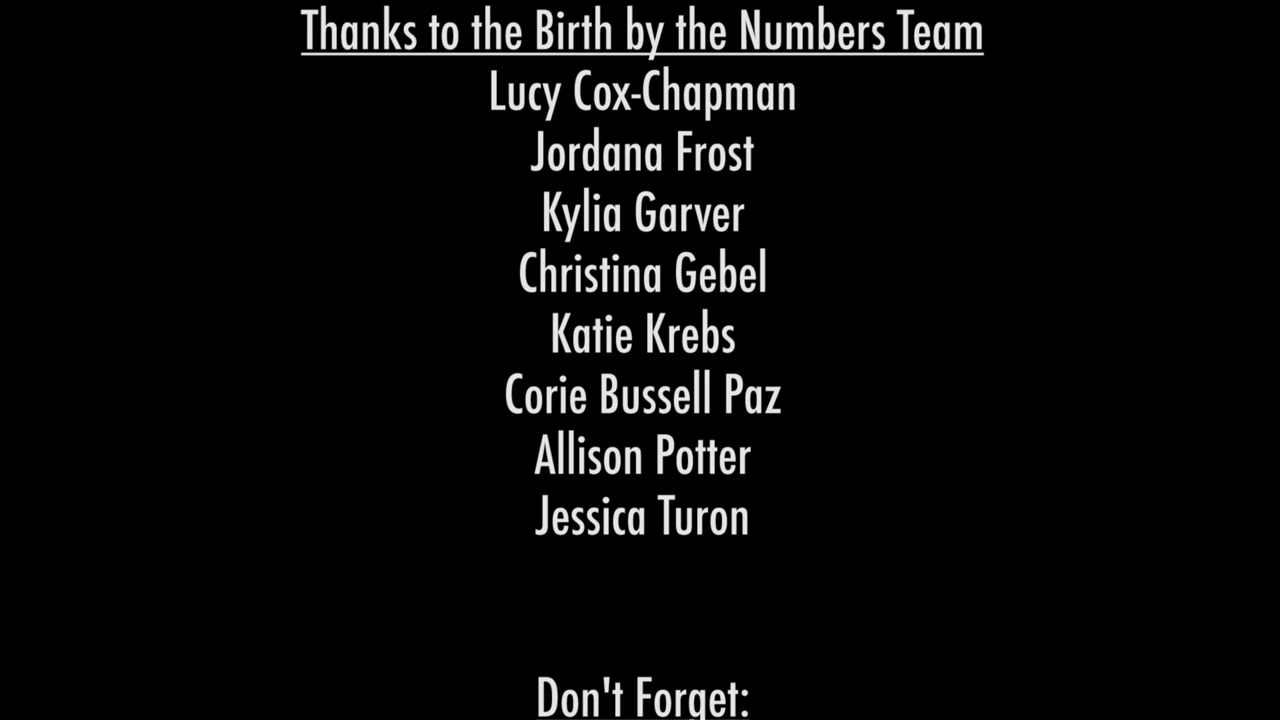 Thanks to the Birth by the Numbers Team
Lucy Cox-Chapman
Jordana Frost
Kylia Garver
Christina Gebel
Katie Krebs
Corie Bussell Paz
Allison Potter
Jessica Turon
Don't Forget: